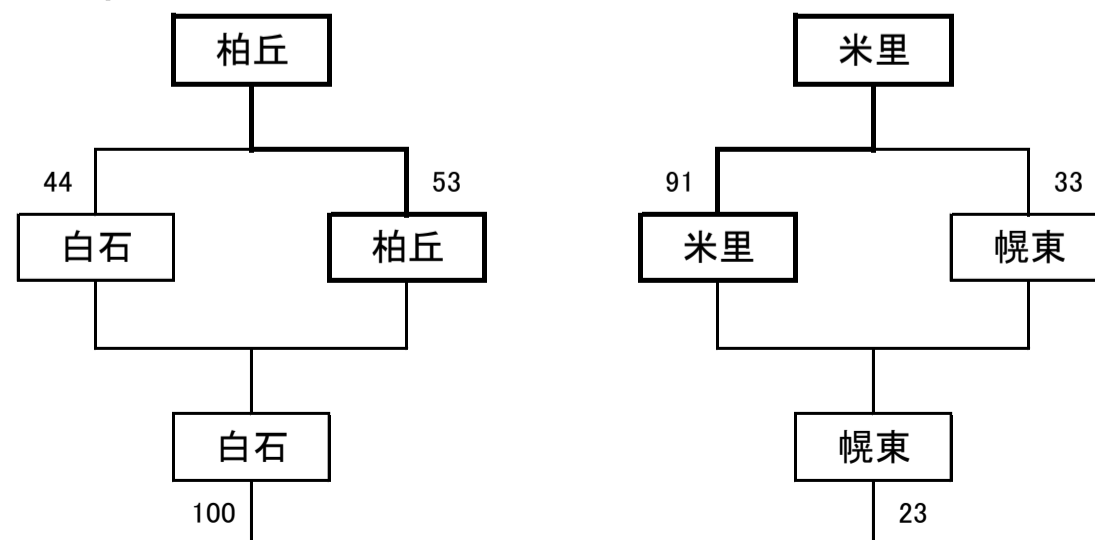 柏丘 米里
44 53 91 33
白石 柏丘 米里 幌東
白石 幌東
100 23